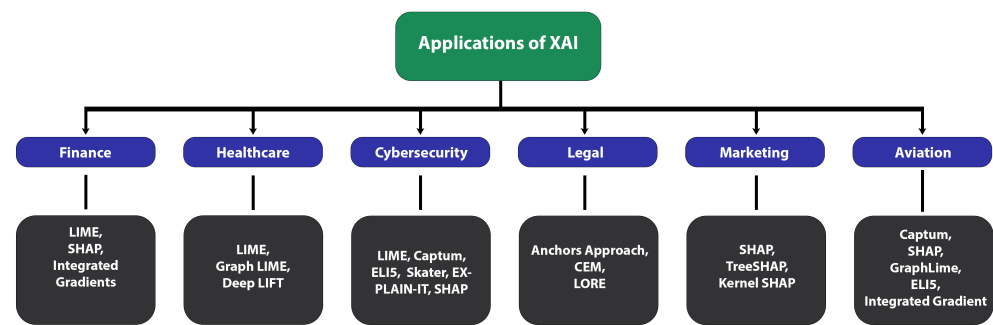 Applications of XAI
Finance
Healthcare
Cybersecurity
Legal
Marketing
Aviation
LIME,
SHAP,
Integrated
Gradients
LIME,
Graph LIME,
Deep LIFT
LIME, Captum,
ELI5, Skater, EX-
PLAIN-IT, SHAP
Anchors Approach,
CEM,
LORE
SHAP,
TreeSHAP,
Kernel SHAP
Captum,
SHAP,
GraphLime,
ELI5,
Integrated Gradient